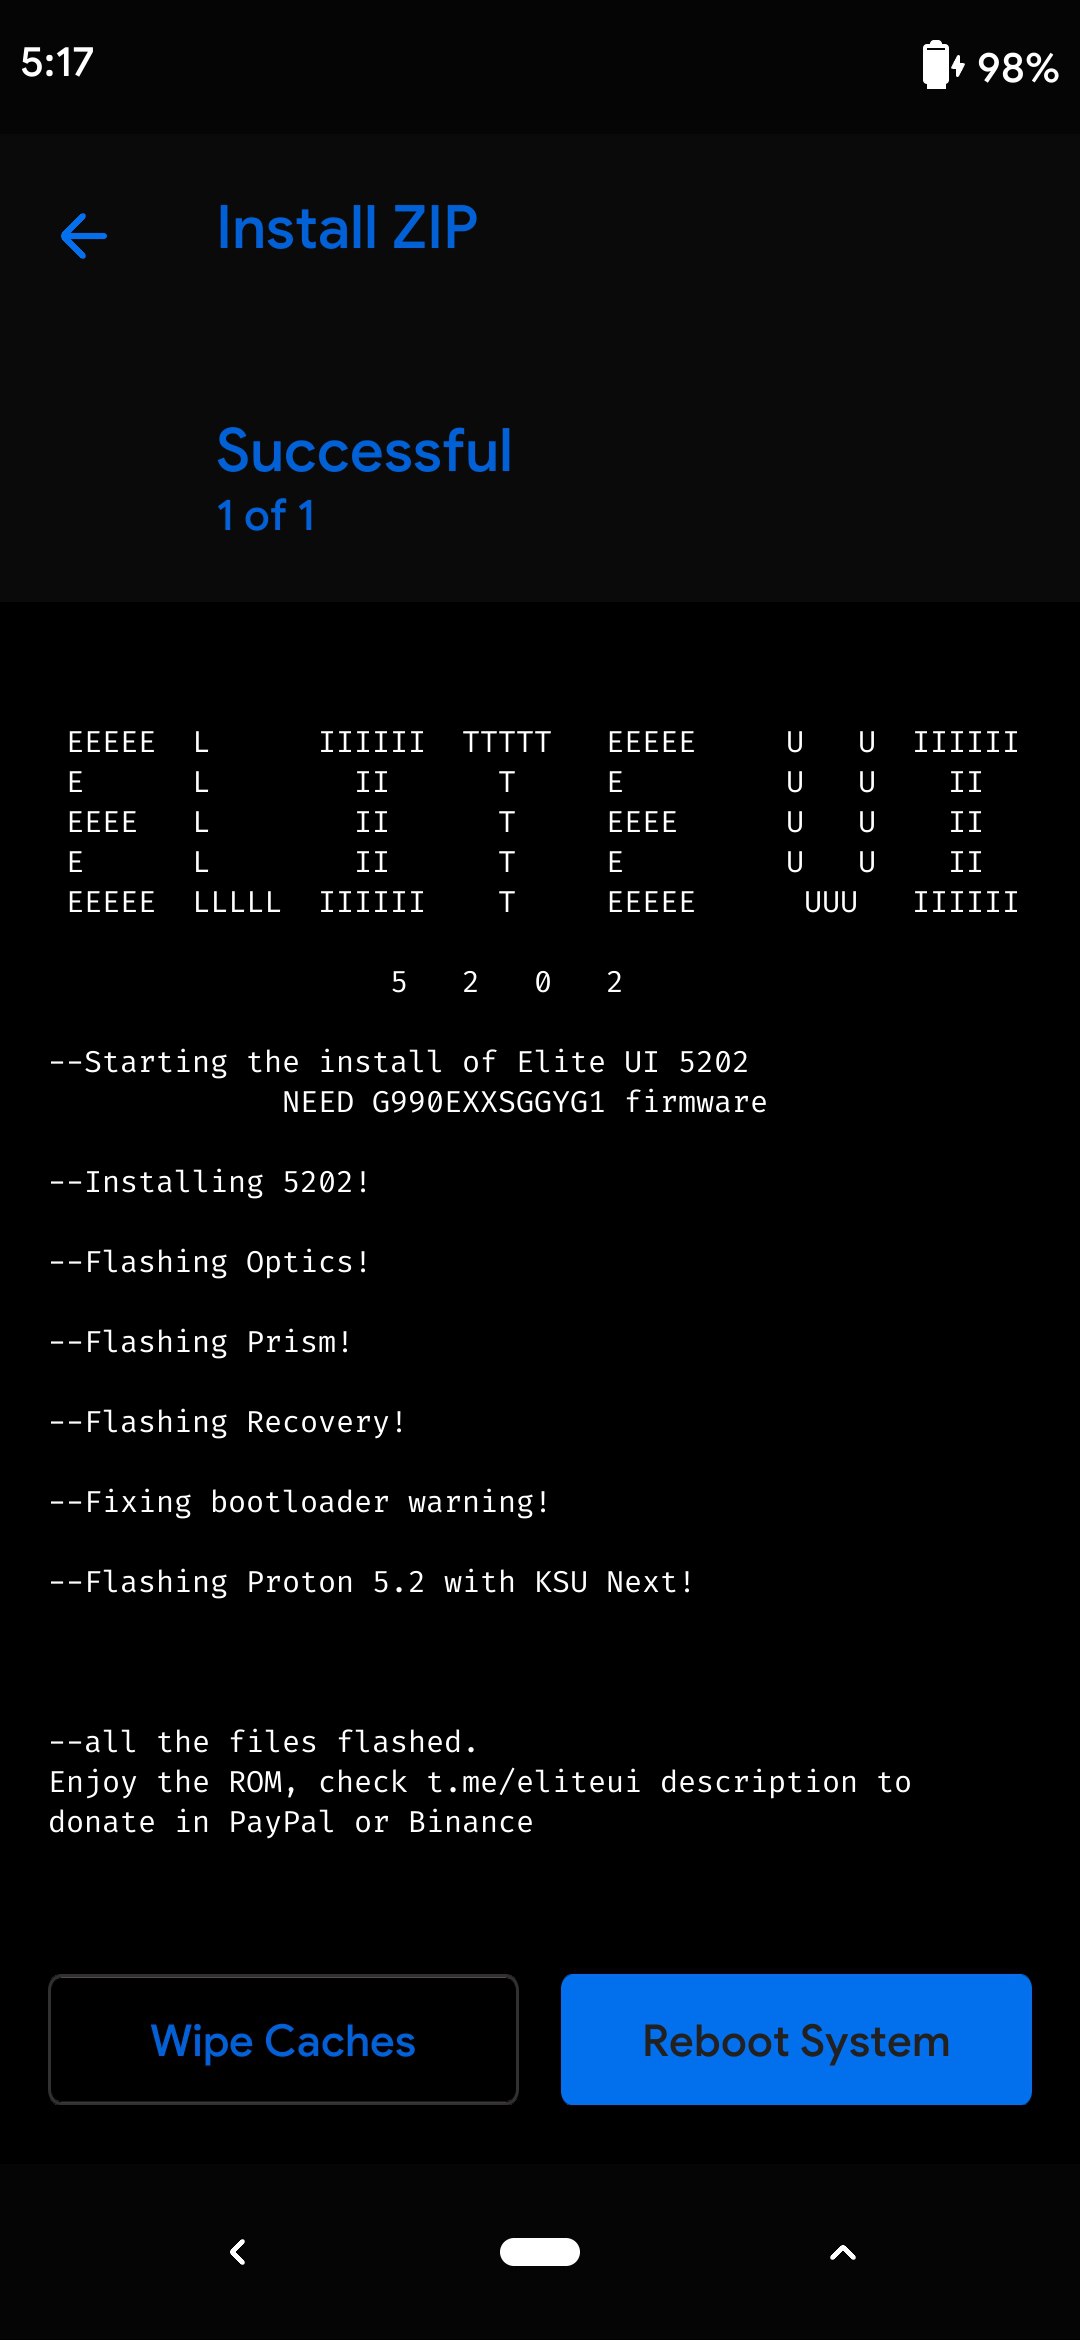 5:17
98%
Install ZIP
Successful
1 of 1
EEEEE  L      IIIIII  TTTTT   EEEEE     U   U  IIIIII
E      L        II      T     E         U   U    II
EEEE   L        II      T     EEEE      U   U    II
E      L        II      T     E         U   U    II
EEEEE  LLLLL  IIIIII    T     EEEEE      UUU   IIIIII
5   2   0   2
--Starting the install of Elite UI 5202
NEED G990EXXSGGYG1 firmware
--Installing 5202!
--Flashing Optics!
--Flashing Prism!
--Flashing Recovery!
--Fixing bootloader warning!
--Flashing Proton 5.2 with KSU Next!
--all the files flashed.
Enjoy the ROM, check t.me/eliteui description to
donate in PayPal or Binance
Wipe Caches
Reboot System